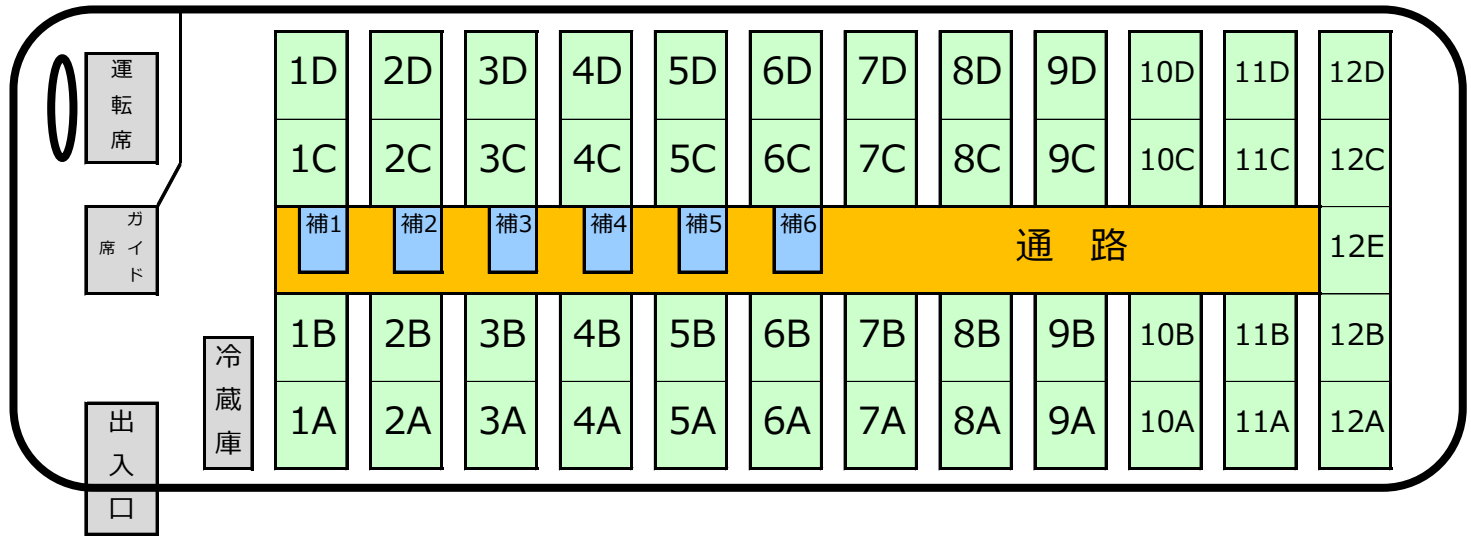 運転席
1D 2D 3D 4D 5D 6D 7D 8D 9D 10D 11D 12D
1C 2C 3C 4C 5C 6C 7C 8C 9C 10C 11C 12C
ガイド席
補1 補2 補3 補4 補5 補6
通 路
12E
1B 2B 3B 4B 5B 6B 7B 8B 9B 10B 11B 12B
冷蔵庫
1A 2A 3A 4A 5A 6A 7A 8A 9A 10A 11A 12A
出入口